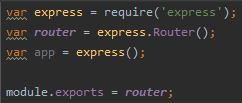 var express = require('express');
var router = express.Router();
var app = express();
module.exports = router;